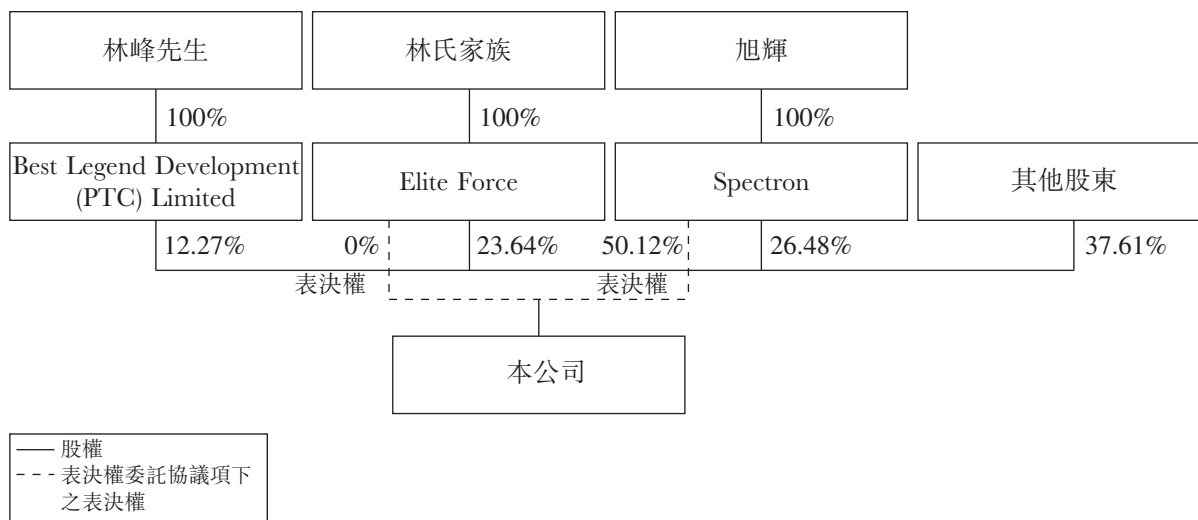 林峰先生
林氏家族
旭輝
100%
100%
100%
Best Legend Development
(PTC) Limited
Elite Force
Spectron
其他股東
12.27%
0%
23.64%
50.12%
26.48%
37.61%
表決權
表決權
本公司
股權
表決權委託協議項下
之表決權